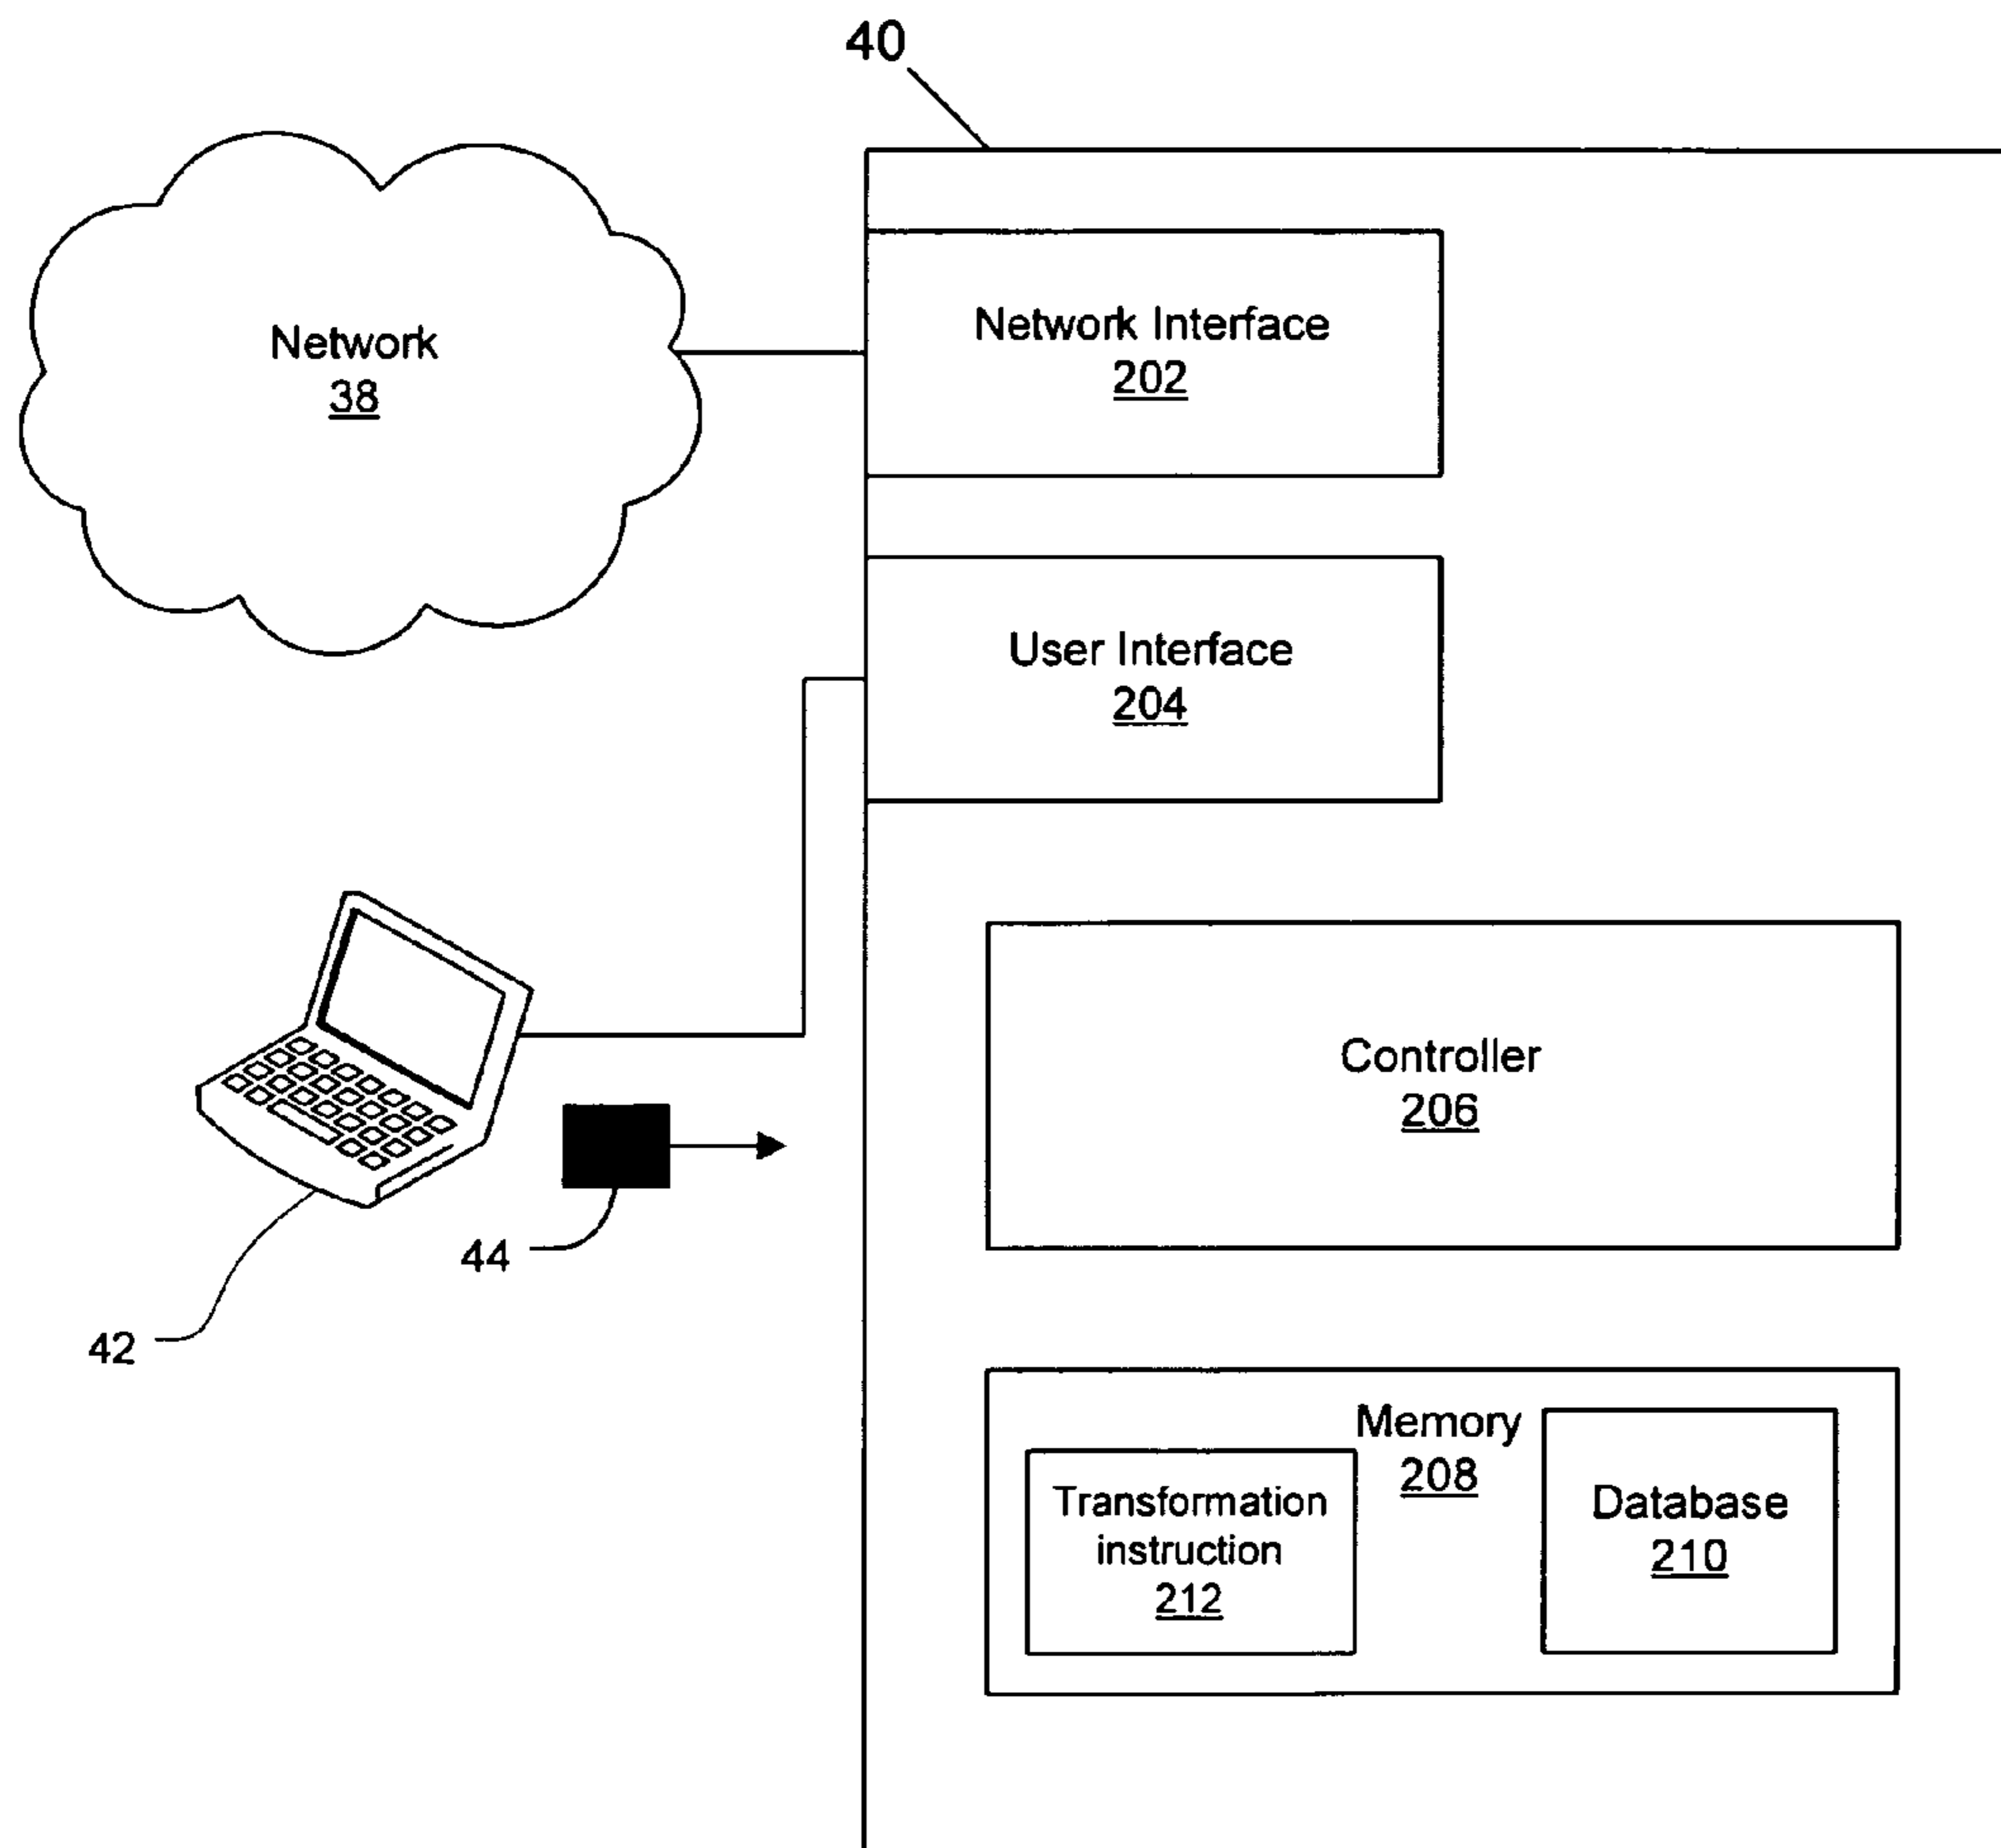 40
Network
38
Network Interface
202
User Interface
204
Controller
206
44
42
Memory
208
Transformation
instruction
212
Database
210